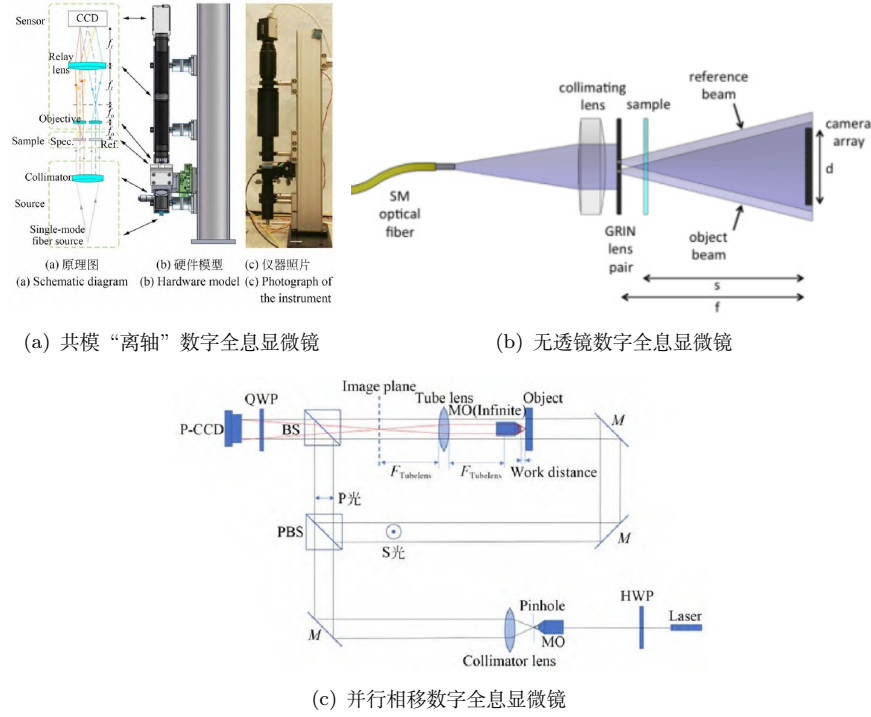 Sensor
CCD
f_t
Relay
lens
f_t
f_o
Objective
f_o
Sample
Spec.
Ref.
Collimator
Source
Single-mode
fiber source
(a) 原理图
(a) Schematic diagram
(b) 硬件模型
(b) Hardware model
(c) 仪器照片
(c) Photograph of
the instrument
(a) 共模“离轴”数字全息显微镜
collimating
lens
sample
reference
beam
camera
array
d
SM
optical
fiber
GRIN
lens
pair
object
beam
s
f
(b) 无透镜数字全息显微镜
Image plane
Tube lens
Object
QWP
MO(Infinite)
M
P-CCD
BS
F_Tubelens
F_Tubelens
Work distance
P光
PBS
S光
M
Pinhole
HWP
Laser
M
MO
Collimator lens
(c) 并行相移数字全息显微镜